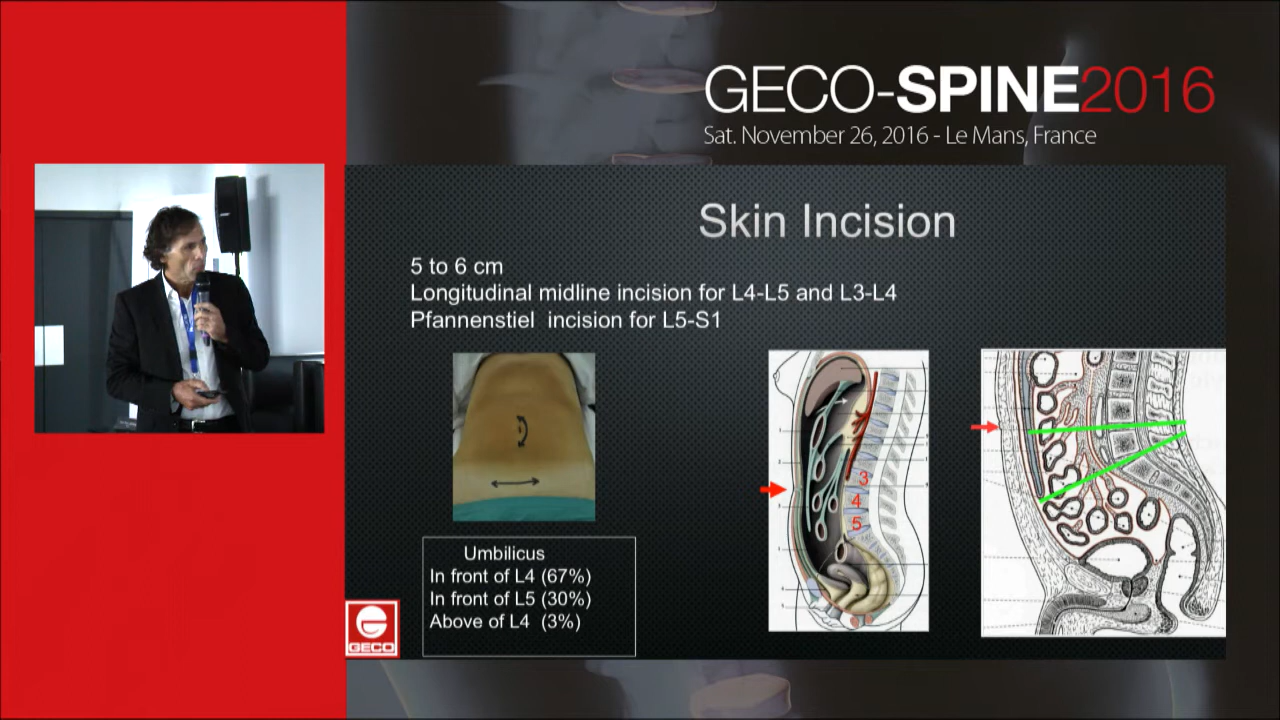 GECO-SPINE2016
Sat. November 26, 2016 - Le Mans, France
Skin Incision
5 to 6 cm
Longitudinal midline incision for L4-L5 and L3-L4
Pfannenstiel incision for L5-S1
3
4
5
Umbilicus
In front of L4 (67%)
In front of L5 (30%)
Above of L4 (3%)
GECO